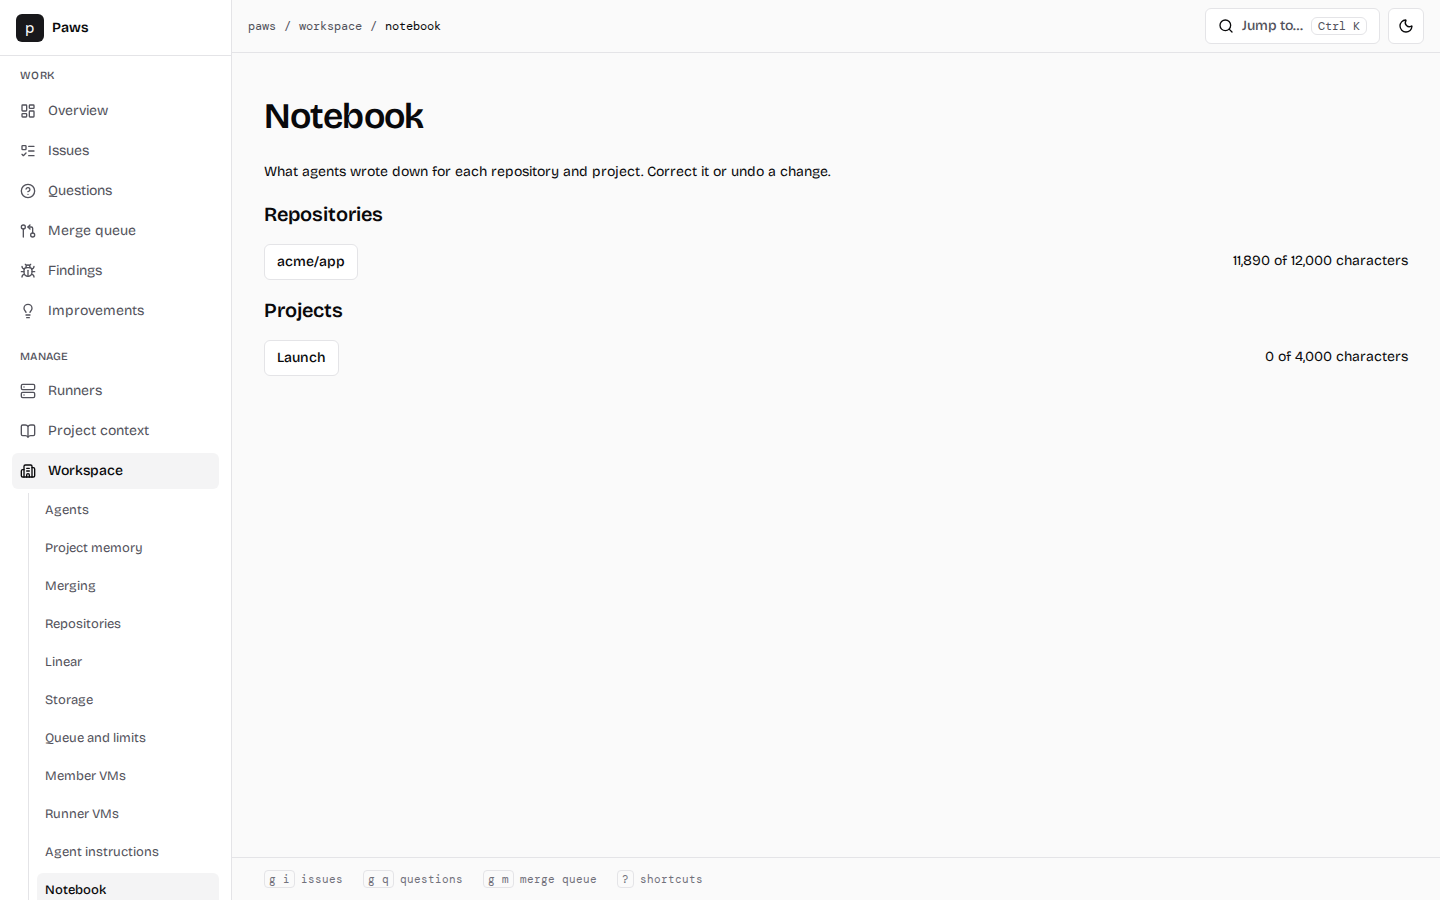 p Paws
WORK
Overview
Issues
Questions
Merge queue
Findings
Improvements
MANAGE
Runners
Project context
Workspace
Agents
Project memory
Merging
Repositories
Linear
Storage
Queue and limits
Member VMs
Runner VMs
Agent instructions
Notebook
paws / workspace / notebook
Jump to... Ctrl K
Notebook
What agents wrote down for each repository and project. Correct it or undo a change.
Repositories
acme/app 11,890 of 12,000 characters
Projects
Launch 0 of 4,000 characters
g i issues g q questions g m merge queue ? shortcuts